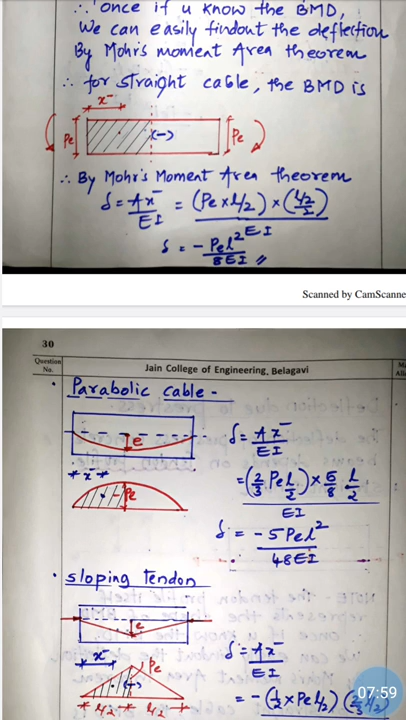 ∴ once if u know the BMD,
We can easily findout the deflection
By Mohr's moment Area theorem
∴ for straight cable, the BMD is
x̄
Pe (-) Pe
∴ By Mohr's Moment Area theorem
δ = Ax̄/EI = (Pe x l/2) x (l/2/2)/EI
δ = -Pel²/8EI //
Scanned by CamScanne
30
Question No. Jain College of Engineering, Belagavi
• Parabolic cable -
e
δ = Ax̄/EI
x̄
Pe
= (2/3 Pe l/2) x 5/8 l/2 / EI
δ = -5Pel²/48EI
• sloping Tendon
e
δ = Ax̄/EI
x̄ Pe
(-)
l/2 l/2
= -(1/2 x Pe l/2) (2/3 l/2)
07:59